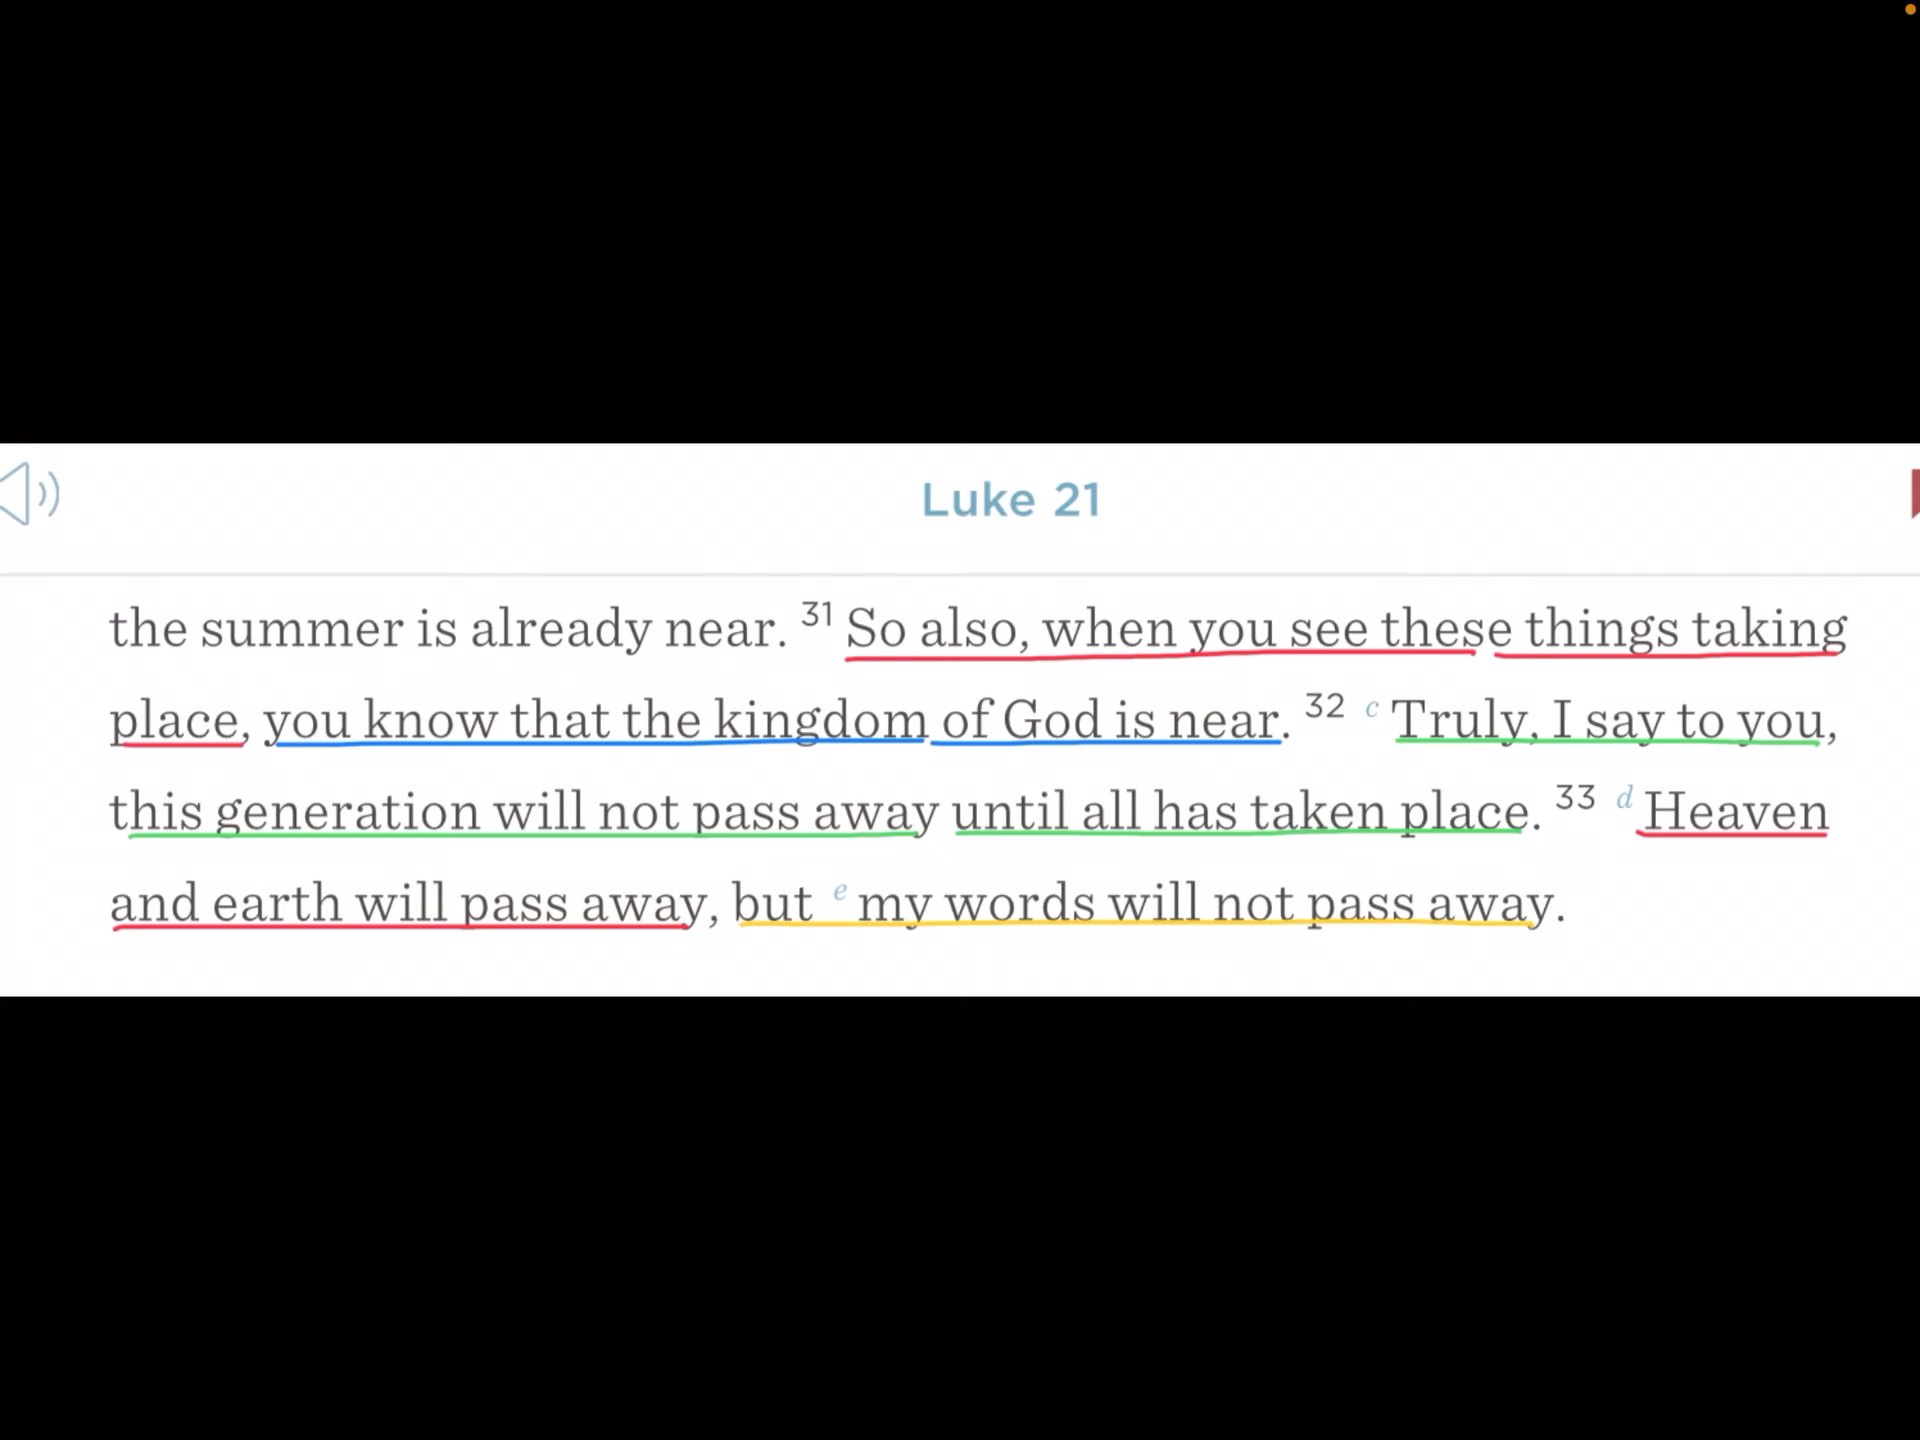 Luke 21
the summer is already near. 31 So also, when you see these things taking
place, you know that the kingdom of God is near. 32 c Truly, I say to you,
this generation will not pass away until all has taken place. 33 d Heaven
and earth will pass away, but e my words will not pass away.